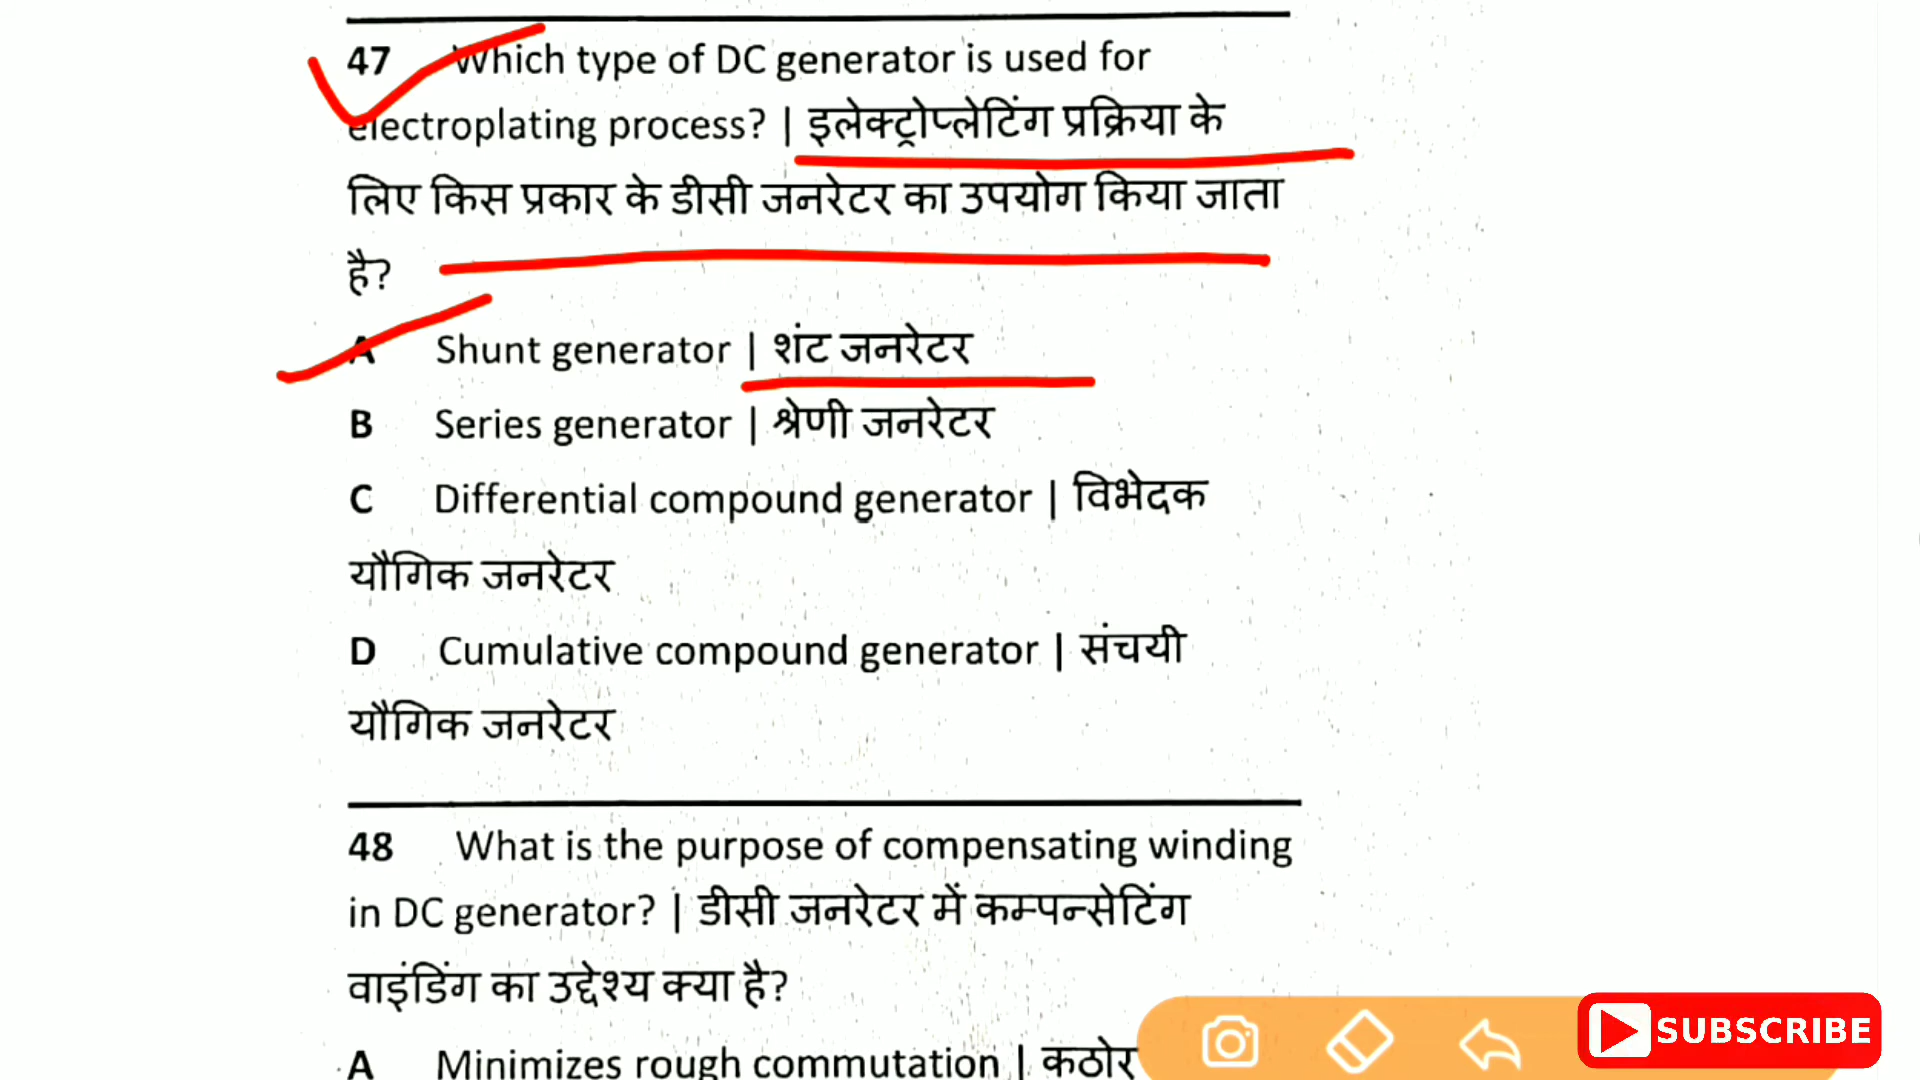 47 Which type of DC generator is used for
electroplating process? | इलेक्ट्रोप्लेटिंग प्रक्रिया के
लिए किस प्रकार के डीसी जनरेटर का उपयोग किया जाता
है?
A Shunt generator | शंट जनरेटर
B Series generator | श्रेणी जनरेटर
C Differential compound generator | विभेदक
यौगिक जनरेटर
D Cumulative compound generator | संचयी
यौगिक जनरेटर
48 What is the purpose of compensating winding
in DC generator? | डीसी जनरेटर में कम्पन्सेटिंग
वाइंडिंग का उद्देश्य क्या है?
A Minimizes rough commutation | कठोर
SUBSCRIBE